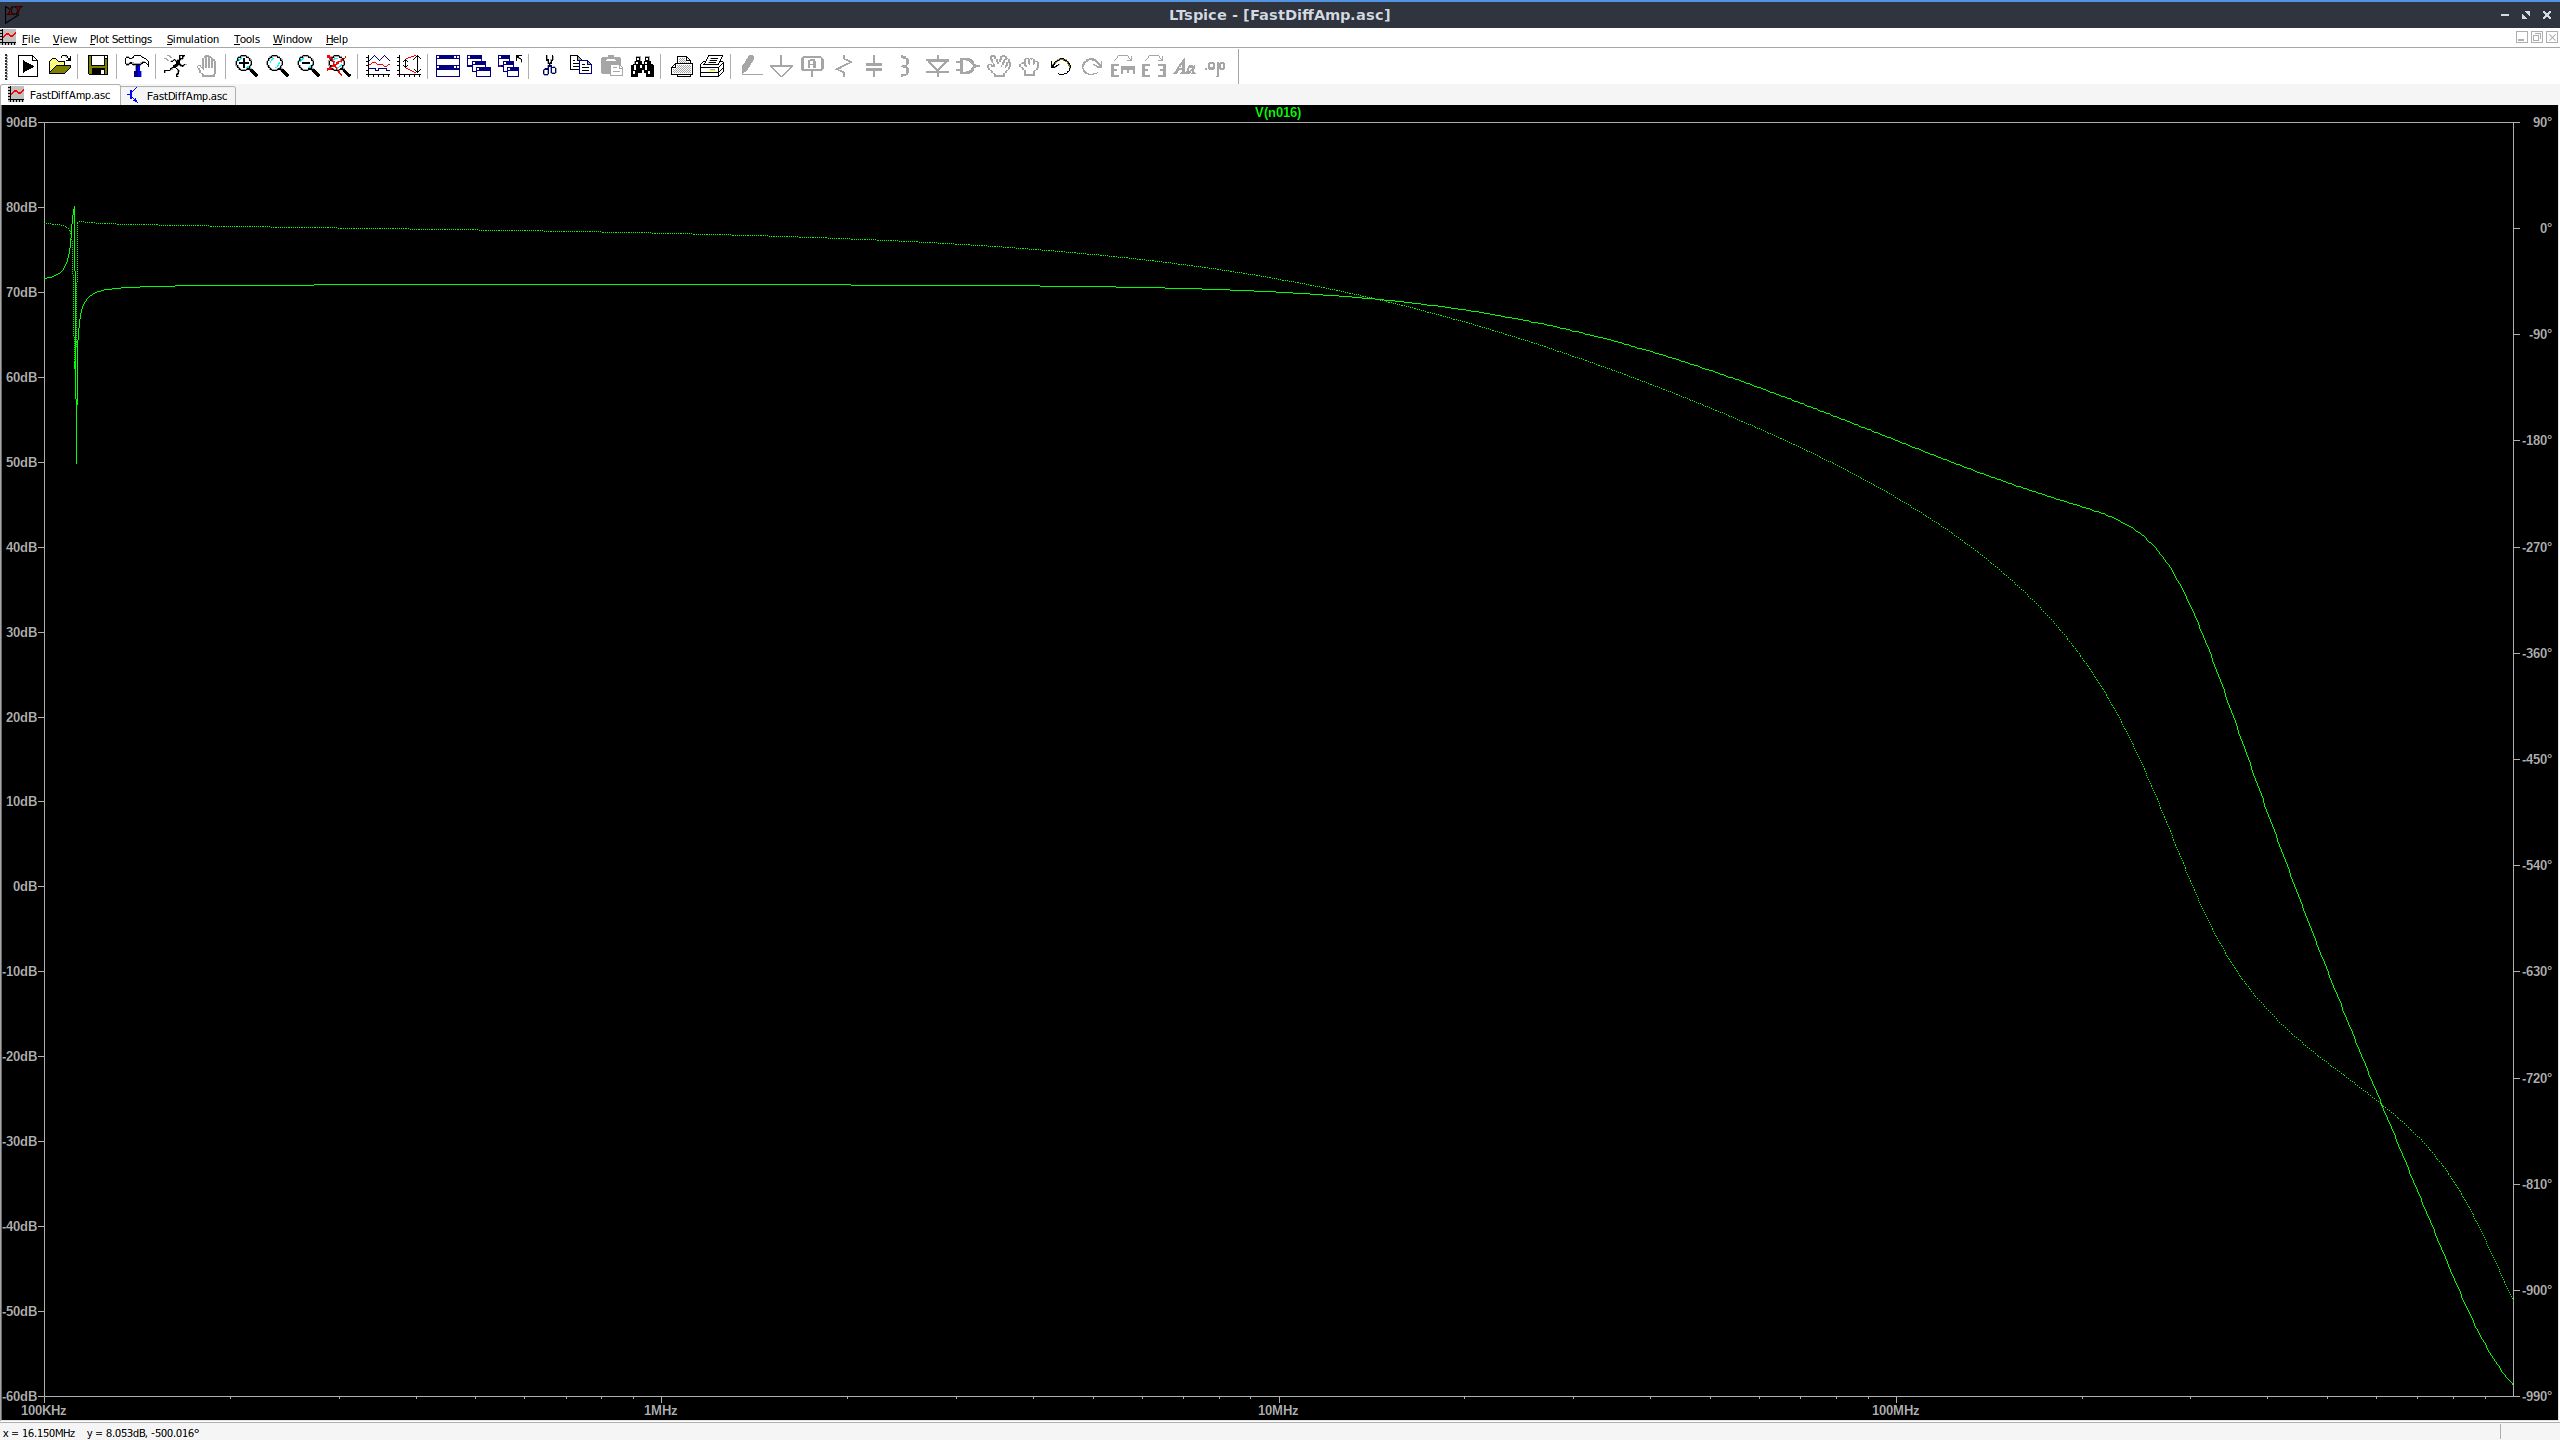 LTspice - [FastDiffAmp.asc]
File View Plot Settings Simulation Tools Window Help
FastDiffAmp.asc FastDiffAmp.asc
V(n016)
90dB 90°
80dB
0°
70dB
-90°
60dB
50dB -180°
40dB -270°
30dB
-360°
20dB
-450°
10dB
0dB -540°
-10dB -630°
-20dB
-720°
-30dB
-810°
-40dB
-50dB -900°
-60dB -990°
100KHz 1MHz 10MHz 100MHz
x = 16.150MHz y = 8.053dB, -500.016°